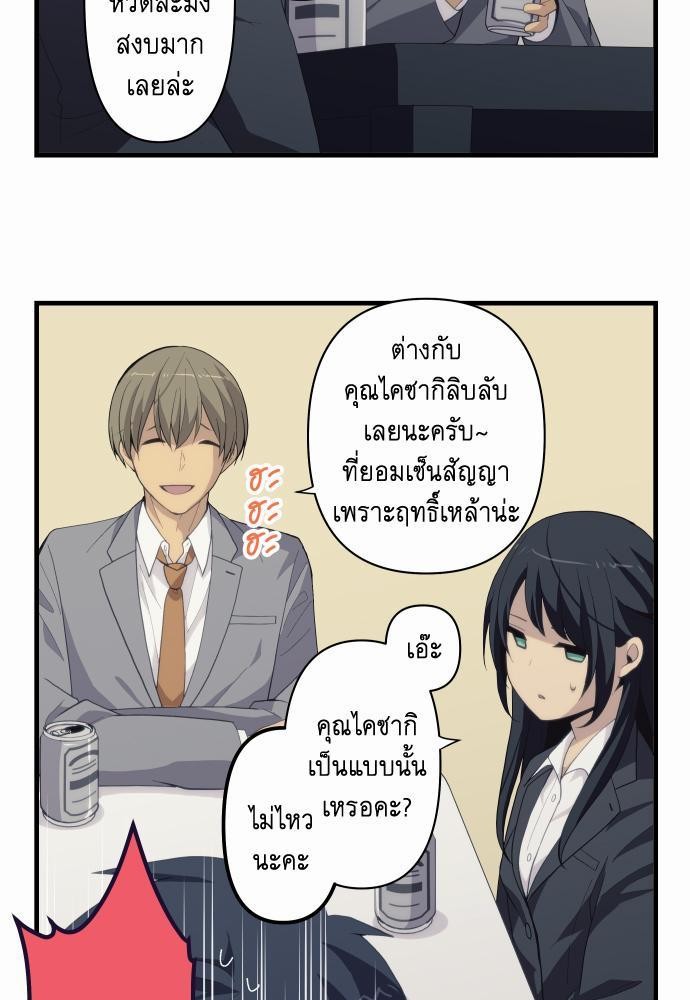 สงบมาก
เลยล่ะ
ต่างกับ
คุณไคซากิลิบลับ
เลยนะครับ~
ที่ยอมเซ็นสัญญา
เพราะฤทธิ์เหล้าน่ะ
ฮะ
ฮะ
ฮะ
เอ๊ะ
คุณไคซากิ
เป็นแบบนั้น
เหรอคะ?
ไม่ไหว
นะคะ